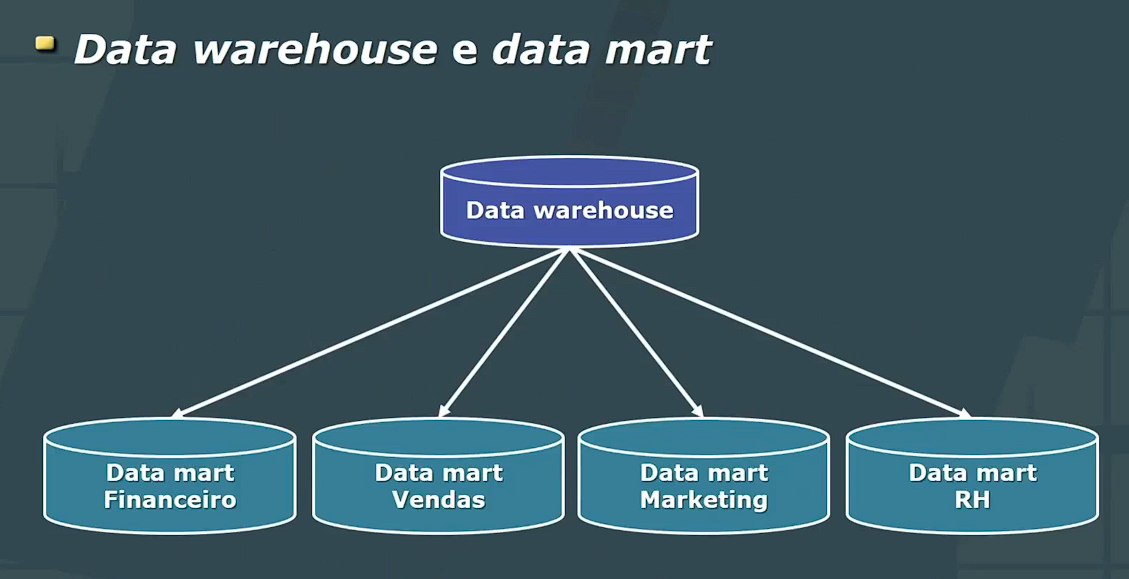 Data warehouse e data mart
Data warehouse
Data mart
Financeiro
Data mart
Vendas
Data mart
Marketing
Data mart
RH